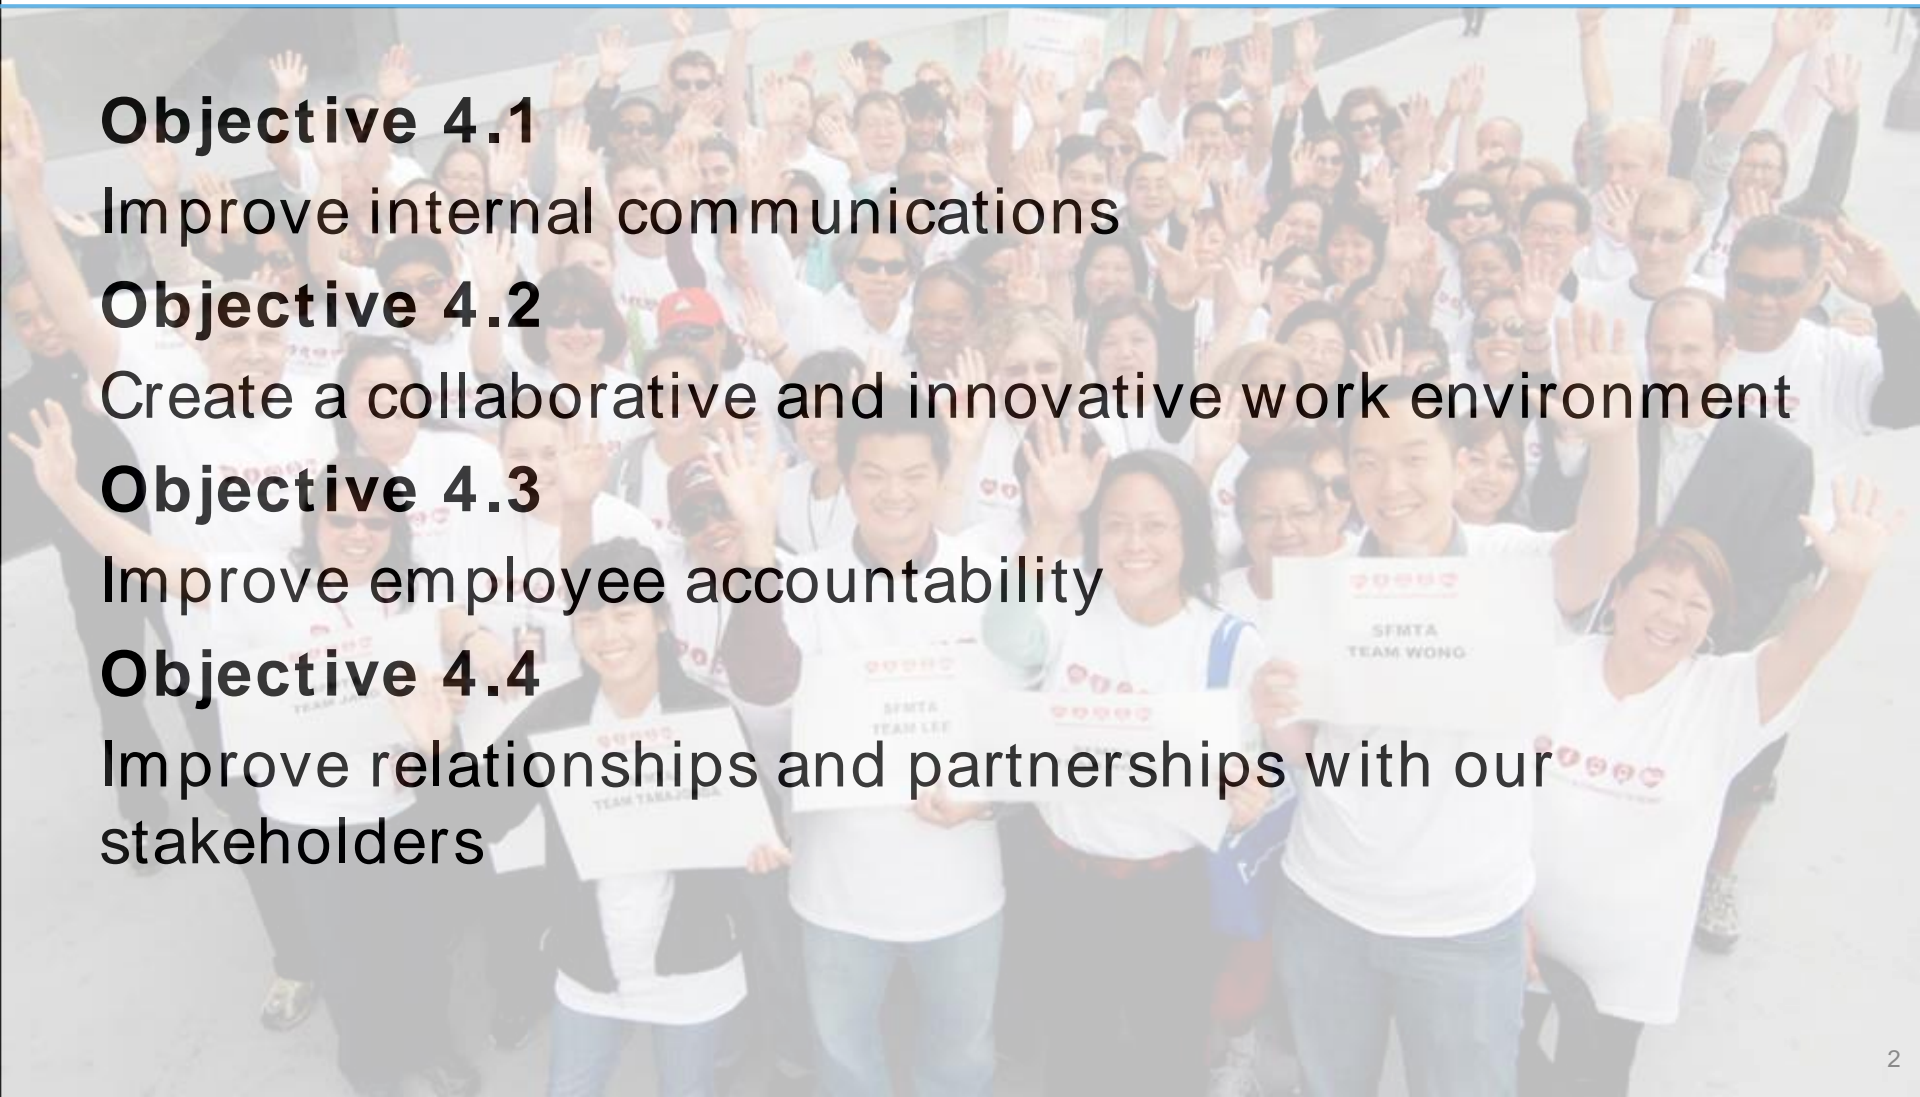 Objective 4.1
Improve internal communications
Objective 4.2
Create a collaborative and innovative work environment
Objective 4.3
Improve employee accountability
Objective 4.4
Improve relationships and partnerships with our
stakeholders
SFMTA
TEAM WONG
SFMTA
TEAM LEE
TEAM
TEAM
2